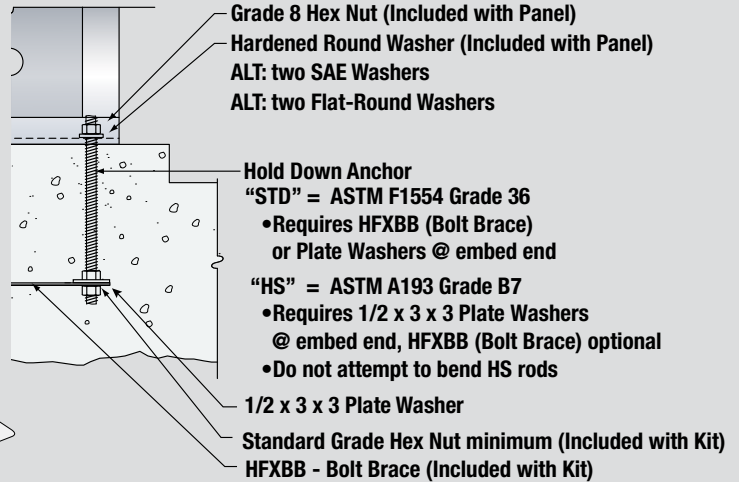 Grade 8 Hex Nut (Included with Panel)
Hardened Round Washer (Included with Panel)
ALT: two SAE Washers
ALT: two Flat-Round Washers
Hold Down Anchor
“STD” = ASTM F1554 Grade 36
•Requires HFXBB (Bolt Brace)
or Plate Washers @ embed end
“HS” = ASTM A193 Grade B7
•Requires 1/2 x 3 x 3 Plate Washers
@ embed end, HFXBB (Bolt Brace) optional
•Do not attempt to bend HS rods
1/2 x 3 x 3 Plate Washer
Standard Grade Hex Nut minimum (Included with Kit)
HFXBB - Bolt Brace (Included with Kit)